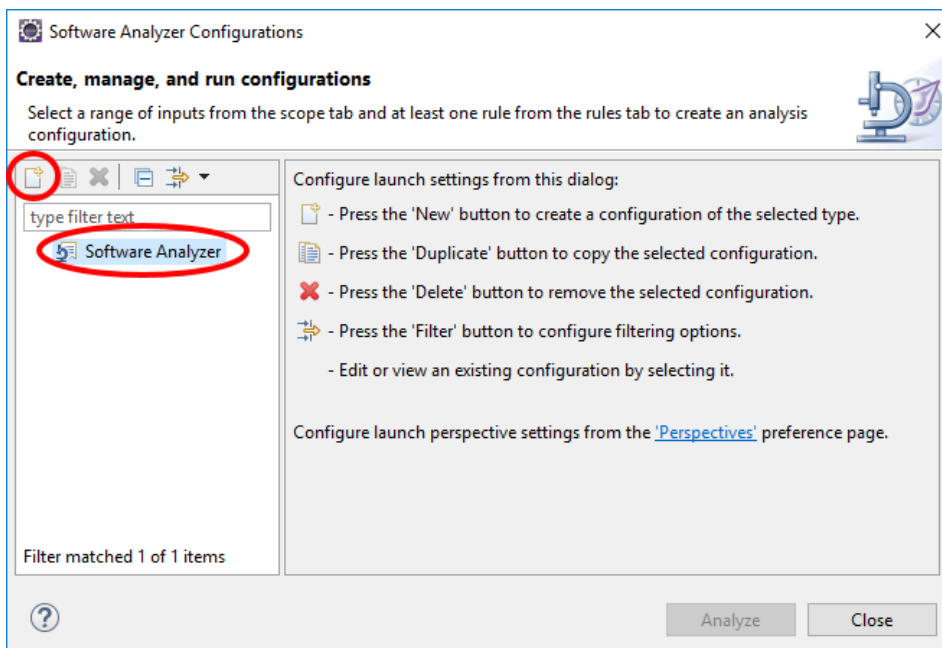 Software Analyzer Configurations
Create, manage, and run configurations
Select a range of inputs from the scope tab and at least one rule from the rules tab to create an analysis
configuration.
type filter text
Software Analyzer
Filter matched 1 of 1 items
Configure launch settings from this dialog:
- Press the 'New' button to create a configuration of the selected type.
- Press the 'Duplicate' button to copy the selected configuration.
- Press the 'Delete' button to remove the selected configuration.
- Press the 'Filter' button to configure filtering options.
- Edit or view an existing configuration by selecting it.
Configure launch perspective settings from the 'Perspectives' preference page.
?
Analyze
Close